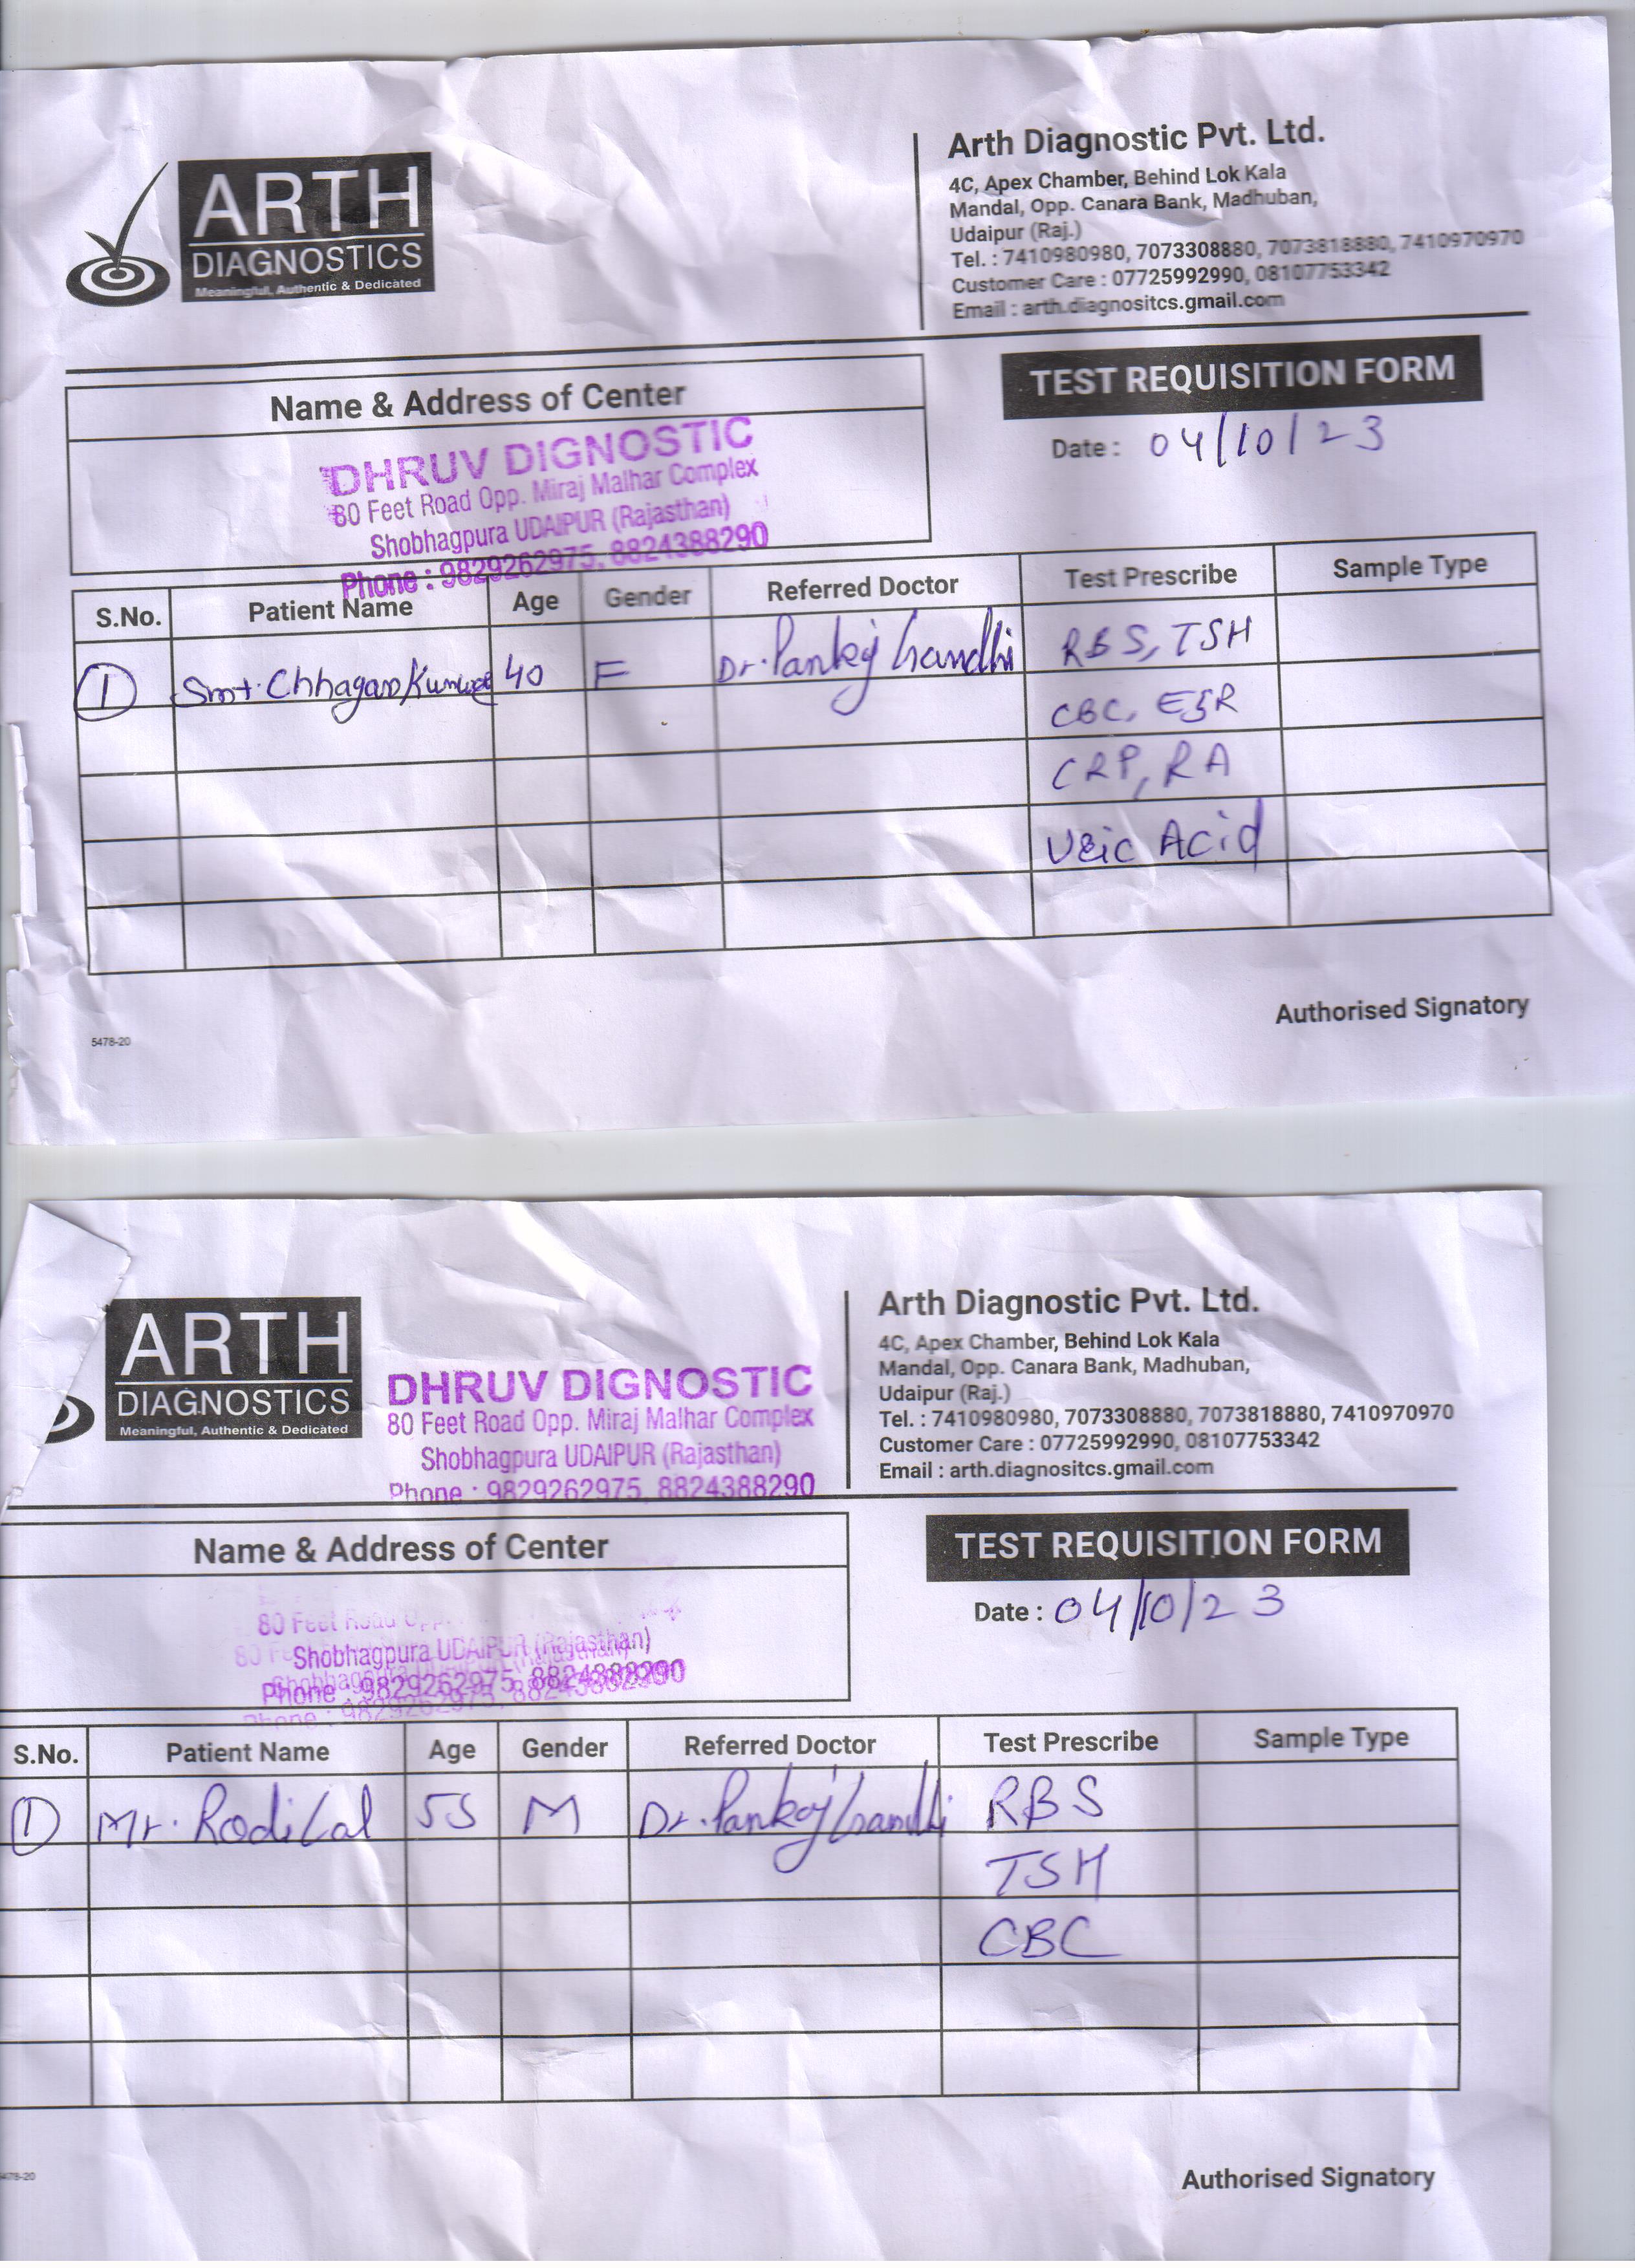 ARTH
DIAGNOSTICS
Meaningful, Authentic & Dedicated
Arth Diagnostic Pvt. Ltd.
4C, Apex Chamber, Behind Lok Kala
Mandal, Opp. Canara Bank, Madhuban,
Udaipur (Raj.)
Tel. : 7410980980, 7073308880, 7073818880, 7410970970
Customer Care : 07725992990, 08107753342
Email : arth.diagnositcs.gmail.com
Name & Address of Center
TEST REQUISITION FORM
DHRUV DIGNOSTIC
80 Feet Road Opp. Miraj Malhar Complex
Shobhagpura UDAIPUR (Rajasthan)
Phone : 9829262975, 8824388290
Date : 04/10/23
S.No. Patient Name Age Gender Referred Doctor Test Prescribe Sample Type
1 Smt. Chhagan 40 F Dr. Pankaj Gandhi RBS, TSH
CBC, ESR
CRP, RA
Uric Acid
Authorised Signatory
5478-20
ARTH
DIAGNOSTICS
Meaningful, Authentic & Dedicated
DHRUV DIGNOSTIC
80 Feet Road Opp. Miraj Malhar Complex
Shobhagpura UDAIPUR (Rajasthan)
Phone : 9829262975, 8824388290
Arth Diagnostic Pvt. Ltd.
4C, Apex Chamber, Behind Lok Kala
Mandal, Opp. Canara Bank, Madhuban,
Udaipur (Raj.)
Tel. : 7410980980, 7073308880, 7073818880, 7410970970
Customer Care : 07725992990, 08107753342
Email : arth.diagnositcs.gmail.com
Name & Address of Center
TEST REQUISITION FORM
80 Feet Road Opp.
Shobhagpura UDAIPUR (Rajasthan)
Phone : 9829262975, 8824388290
Date : 04/10/23
S.No. Patient Name Age Gender Referred Doctor Test Prescribe Sample Type
1 Mr. 55 M Dr. Pankaj Gandhi RBS
TSH
CBC
Authorised Signatory
478-20